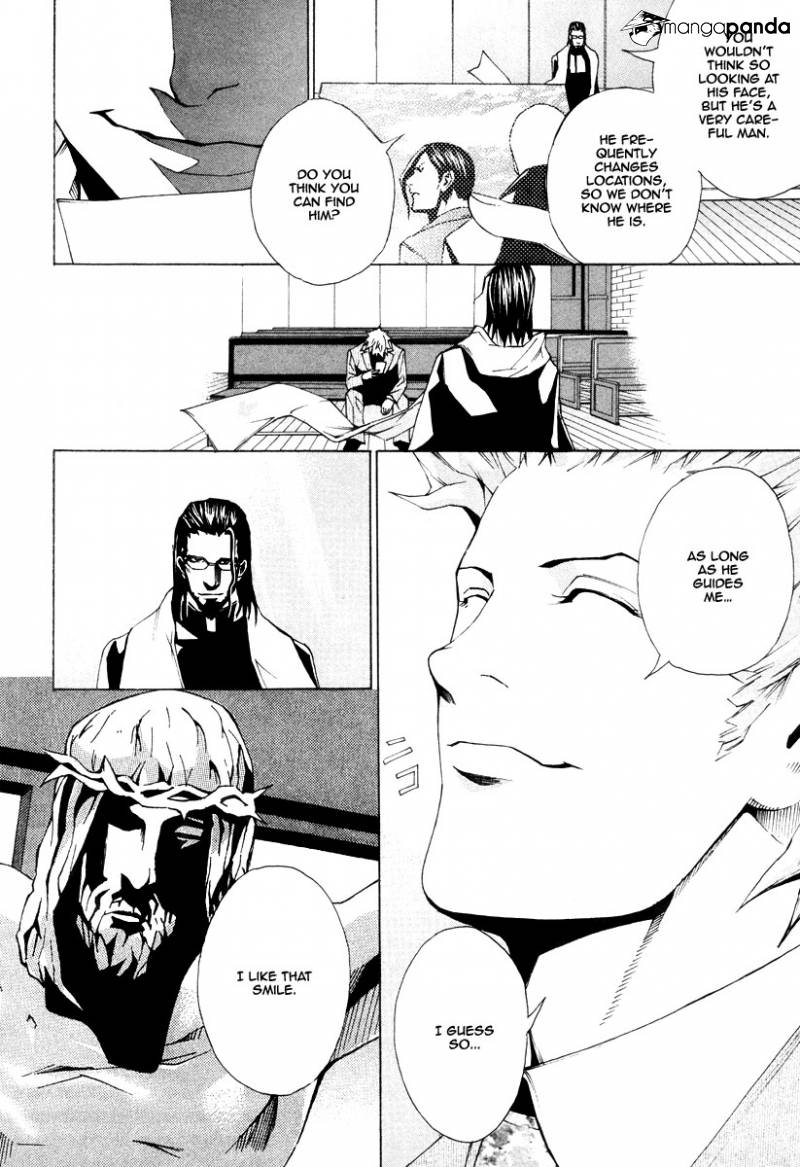 mangapanda
YOU
WOULDN'T
THINK SO
LOOKING AT
HIS FACE,
BUT HE'S A
VERY CARE-
FUL MAN.
HE FRE-
QUENTLY
CHANGES
LOCATIONS,
SO WE DON'T
KNOW WHERE
HE IS.
DO YOU
THINK YOU
CAN FIND
HIM?
AS LONG
AS HE
GUIDES
ME...
ニコ
I GUESS
SO...
I LIKE THAT
SMILE.